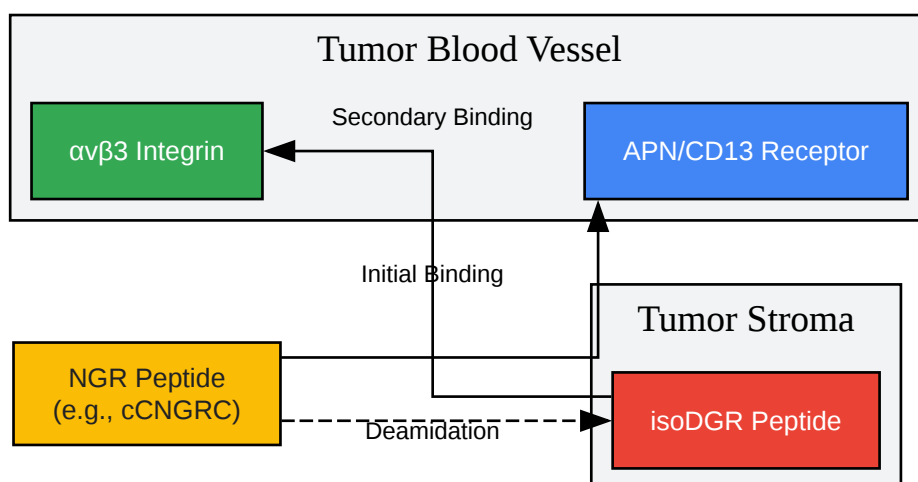 Tumor Blood Vessel
Secondary Binding
αvβ3 Integrin
APN/CD13 Receptor
Initial Binding
Tumor Stroma
NGR Peptide
(e.g., cCNGRC)
isoDGR Peptide
Deamidation